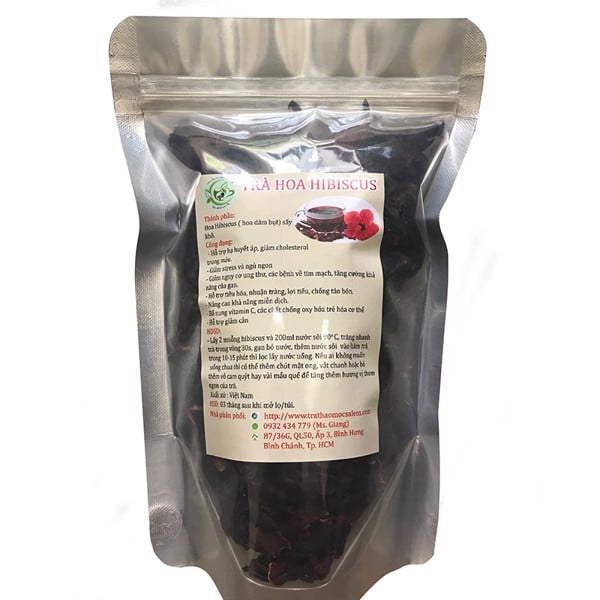 TRÀ HOA HIBISCUS
Thành phần:
Hoa Hibiscus ( hoa dâm bụt) sấy
khô.
Công dụng:
- Hỗ trợ hạ huyết áp, giảm cholesterol
trong máu.
- Giảm stress và ngủ ngon
- Giảm nguy cơ ung thư, các bệnh về tim mạch, tăng cường khả
năng của gan.
- Hỗ trợ tiêu hóa, nhuận tràng, lợi tiểu, chống táo bón.
- Nâng cao khả năng miễn dịch.
- Bổ sung vitamin C, các chất chống oxy hóa trẻ hóa cơ thể
- Hỗ trợ giảm cân
HDSD:
- Lấy 2 muỗng hibiscus và 200ml nước sôi 90°C, tráng nhanh
trà trong vòng 30s, gạn bỏ nước, thêm nước sôi vào hãm trà
trong 10-15 phút thì lọc lấy nước uống. Nếu ai không muốn
uống chua thì có thể thêm chút mật ong, vắt chanh hoặc bỏ
thêm vỏ cam quýt hay vài mẩu quế để tăng thêm hương vị thơm
ngon của trà.
Xuất xứ: Việt Nam
HSD: 03 tháng sau khi mở lọ/túi.
Nhà phân phối: http://www.trathaomocsalem.com
0932 434 779 (Ms. Giang)
B7/36G, QL50, Ấp 3, Bình Hưng
Bình Chánh, Tp. HCM